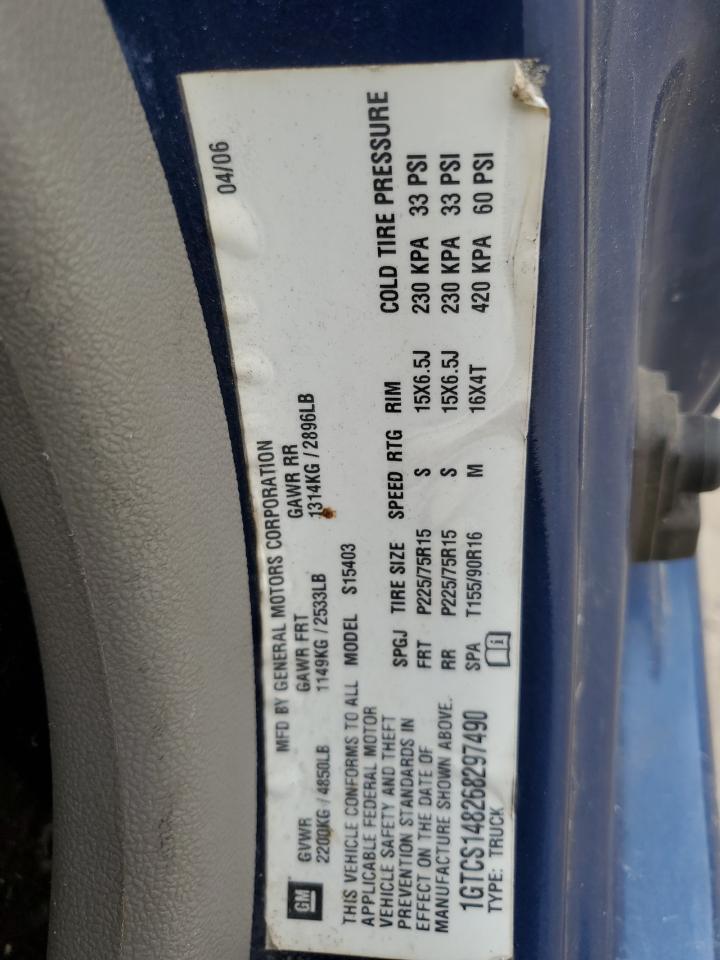 GM
MFD BY GENERAL MOTORS CORPORATION 04/06
GVWR GAWR FRT GAWR RR
2200KG/4850LB 1149KG/2533LB 1314KG/2896LB
THIS VEHICLE CONFORMS TO ALL
APPLICABLE FEDERAL MOTOR
VEHICLE SAFETY AND THEFT
PREVENTION STANDARDS IN
EFFECT ON THE DATE OF
MANUFACTURE SHOWN ABOVE.
1GTCS148268297490
TYPE: TRUCK
MODEL S15403
COLD TIRE PRESSURE
SPGJ TIRE SIZE SPEED RTG RIM
FRT P225/75R15 S 15X6.5J 230 KPA 33 PSI
RR P225/75R15 S 15X6.5J 230 KPA 33 PSI
SPA T155/90R16 M 16X4T 420 KPA 60 PSI